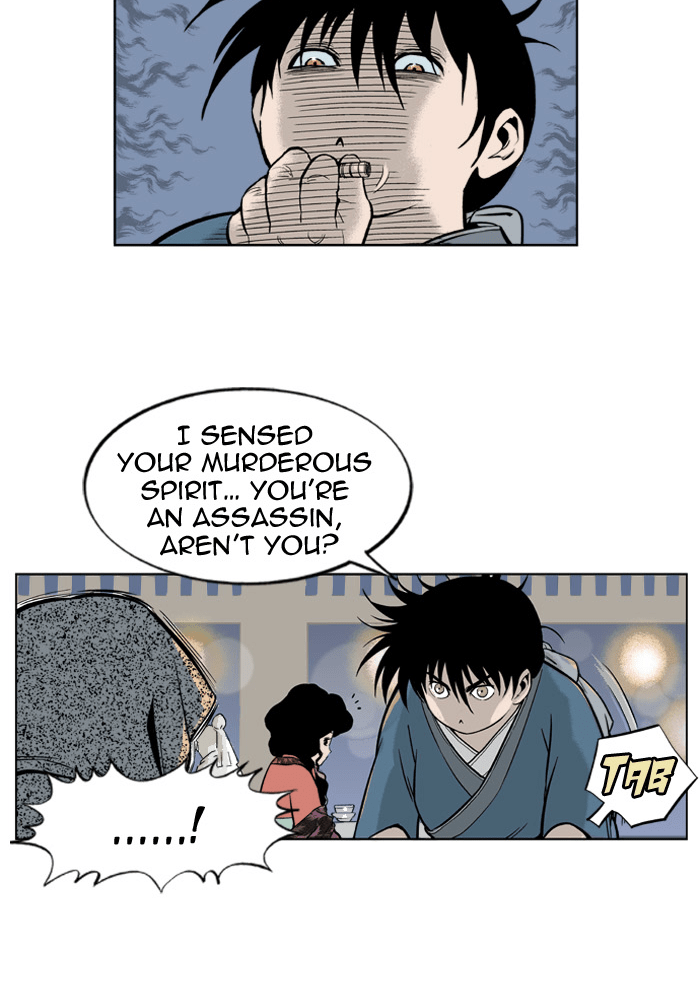 I SENSED
YOUR MURDEROUS
SPIRIT... YOU'RE
AN ASSASSIN,
AREN'T YOU?
TAB
.......!